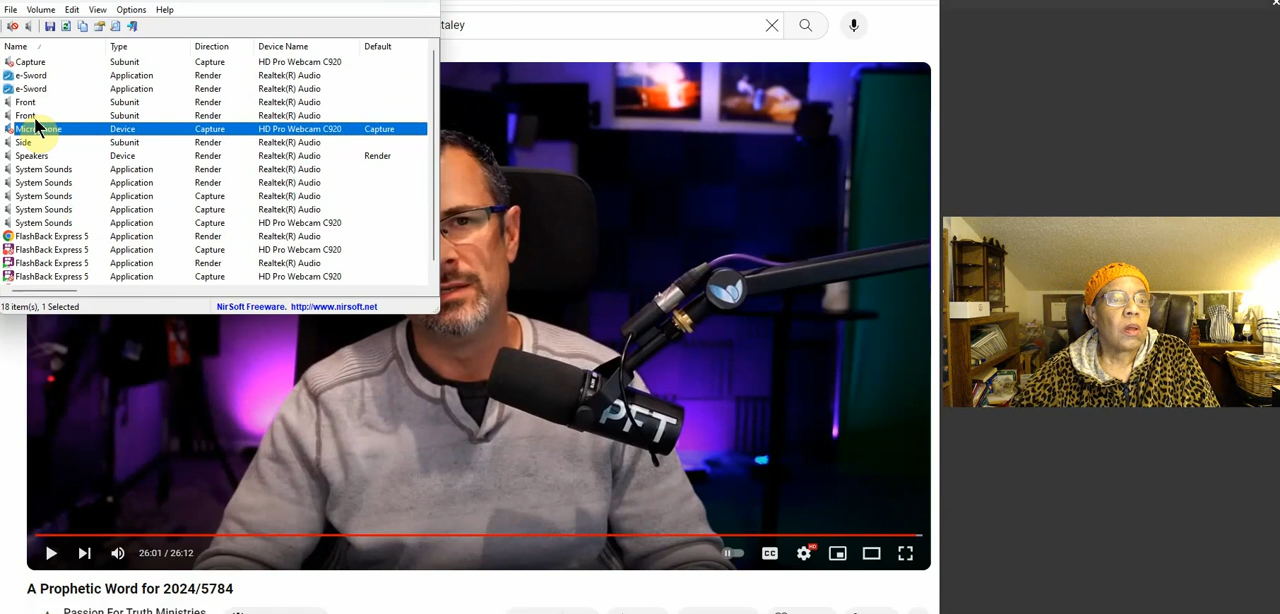 File Volume Edit View Options Help
taley
Name Type Direction Device Name Default
Capture Subunit Capture HD Pro Webcam C920
e-Sword Application Render Realtek(R) Audio
e-Sword Application Render Realtek(R) Audio
Front Subunit Render Realtek(R) Audio
Front Subunit Render Realtek(R) Audio
Microphone Device Capture HD Pro Webcam C920 Capture
Side Subunit Render Realtek(R) Audio
Speakers Device Render Realtek(R) Audio Render
System Sounds Application Render Realtek(R) Audio
System Sounds Application Render Realtek(R) Audio
System Sounds Application Capture Realtek(R) Audio
System Sounds Application Render Realtek(R) Audio
System Sounds Application Capture HD Pro Webcam C920
FlashBack Express 5 Application Render Realtek(R) Audio
FlashBack Express 5 Application Capture HD Pro Webcam C920
FlashBack Express 5 Application Render Realtek(R) Audio
FlashBack Express 5 Application Capture HD Pro Webcam C920
18 item(s), 1 Selected NirSoft Freeware. http://www.nirsoft.net
PFT
26:01 / 26:12 CC HD
A Prophetic Word for 2024/5784
Passion For Truth Ministries